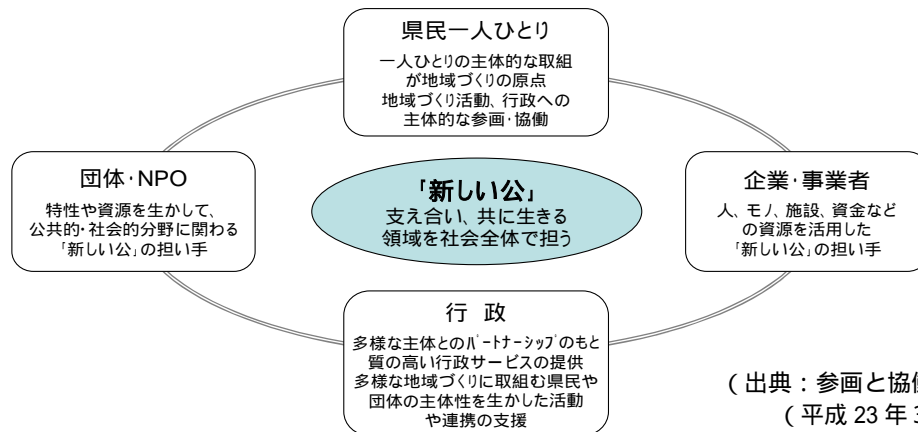 県民一人ひとり
一人ひとりの主体的な取組
が地域づくりの原点
地域づくり活動、行政への
主体的な参画・協働
団体・NPO
特性や資源を生かして、
公共的・社会的分野に関わる
「新しい公」の担い手
「新しい公」
支え合い、共に生きる
領域を社会全体で担う
企業・事業者
人、モノ、施設、資金など
の資源を活用した
「新しい公」の担い手
行 政
多様な主体とのパートナーシップのもと
質の高い行政サービスの提供
多様な地域づくりに取組む県民や
団体の主体性を生かした活動
や連携の支援
（出典：参画と協働
（平成 23 年 3